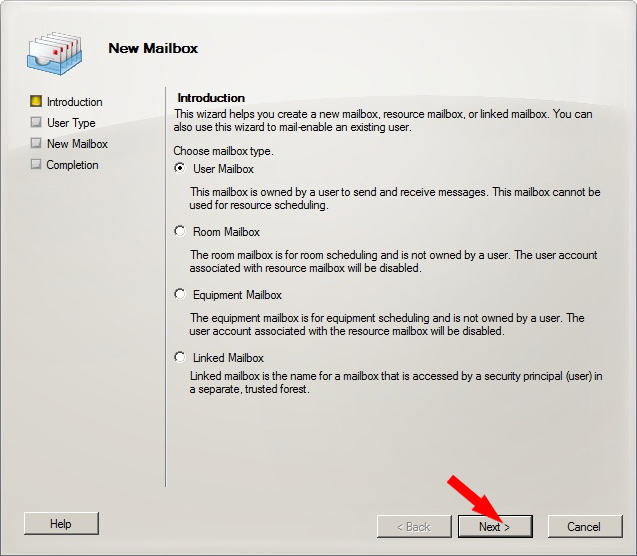 New Mailbox
Introduction
User Type
New Mailbox
Completion
Introduction
This wizard helps you create a new mailbox, resource mailbox, or linked mailbox. You can
also use this wizard to mail-enable an existing user.
Choose mailbox type.
User Mailbox
This mailbox is owned by a user to send and receive messages. This mailbox cannot be
used for resource scheduling.
Room Mailbox
The room mailbox is for room scheduling and is not owned by a user. The user account
associated with resource mailbox will be disabled.
Equipment Mailbox
The equipment mailbox is for equipment scheduling and is not owned by a user. The
user account associated with the resource mailbox will be disabled.
Linked Mailbox
Linked mailbox is the name for a mailbox that is accessed by a security principal (user) in
a separate, trusted forest.
Help
< Back
Next >
Cancel